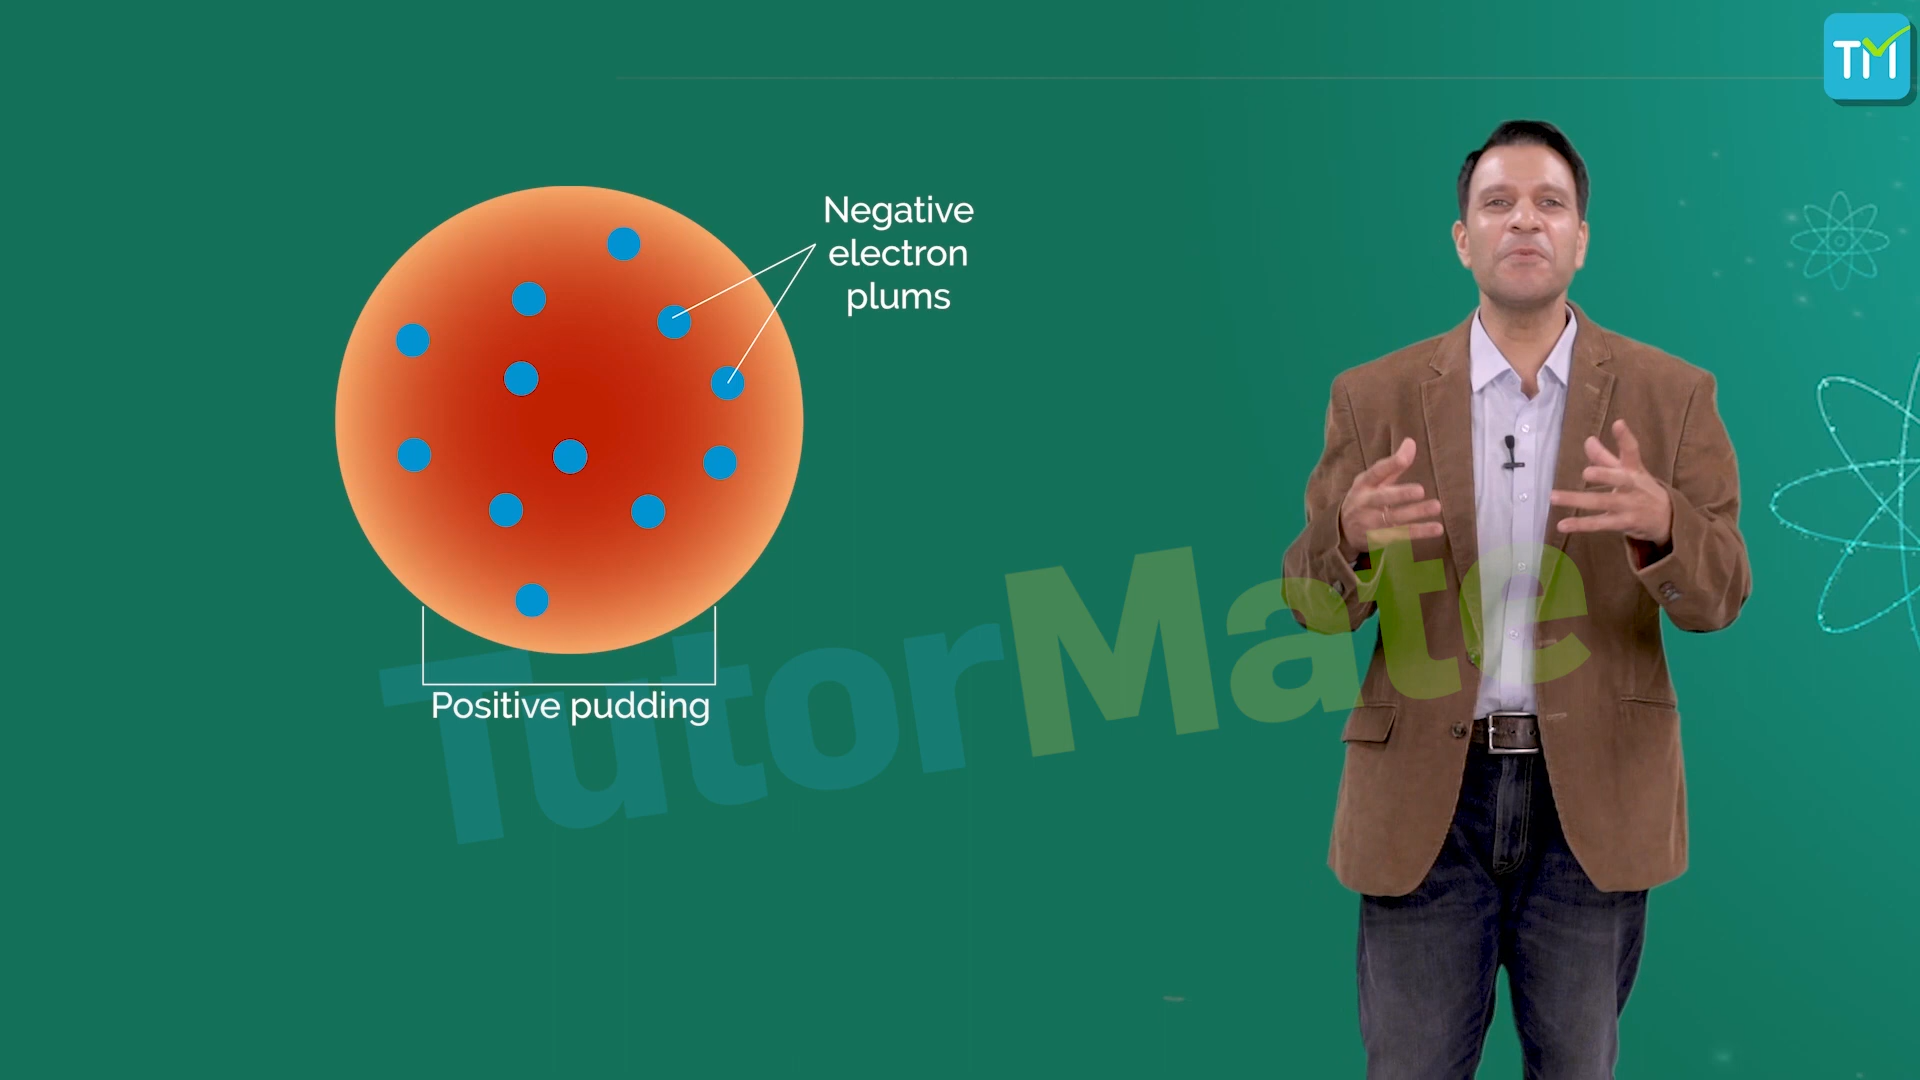 TM
Negative
electron
plums
Positive pudding
TutorMate